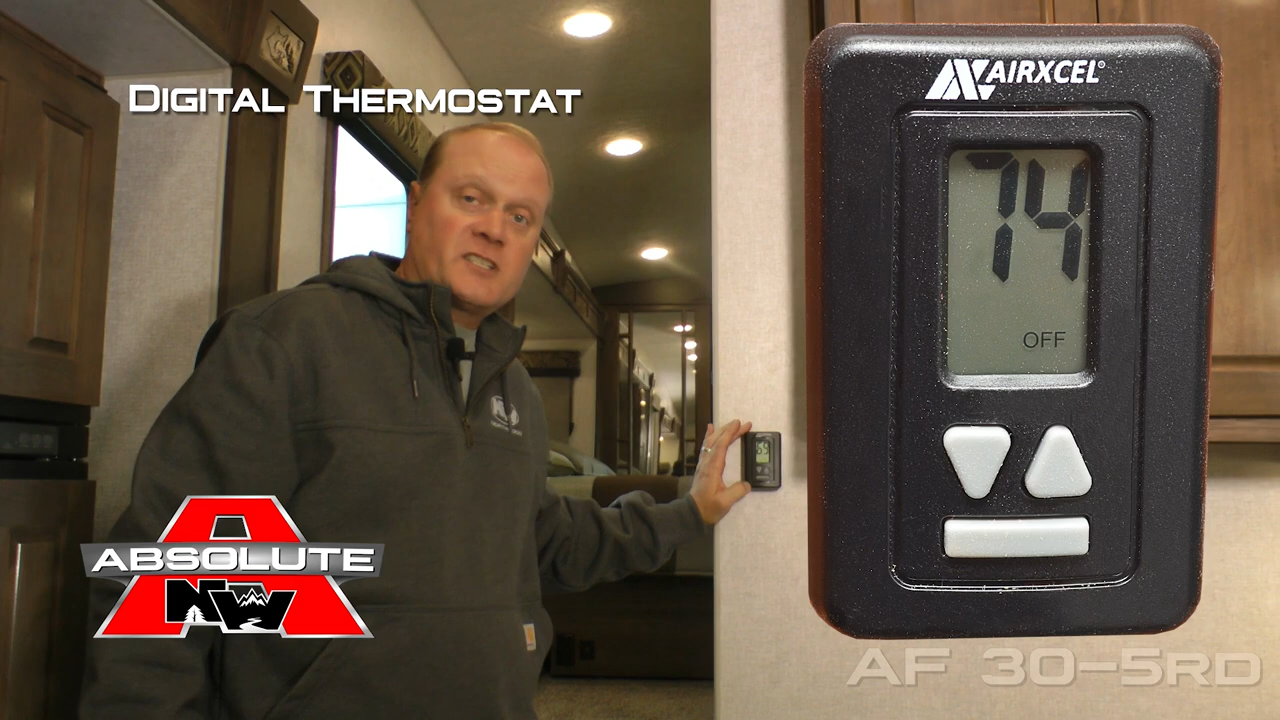 DIGITAL THERMOSTAT
AIRXCEL®
74
OFF
ABSOLUTE
A
NW
AF 30-5RD